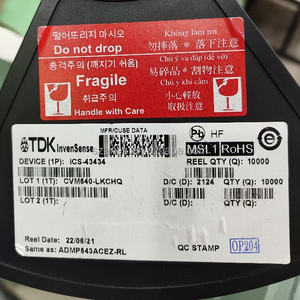 떨어뜨리지 마시오
Không làm rơi
Do not drop
勿摔落 * 落下注意
충격주의 (깨지기 쉬움)
Chú ý va đập (dễ vỡ)
Fragile
易碎品 * 割物注意
취급주의
Chú ý cẩn thận
小心輕放
Handle with Care
取扱注意
MFR/CUSE DATA
TDK InvenSense
Pb HF
MSL1 RoHS
e
DEVICE (1P): ICS-43434
REEL QTY (Q): 10000
LOT 1 (1T): CVM640-LKCHQ
D/C (D): 2124 QTY (Q): 10000
LOT 2 (1T):
D/C (D): QTY (Q):
Reel Date: 22/06/21
Same as: ADMP643ACEZ-RL
QC STAMP
OP204